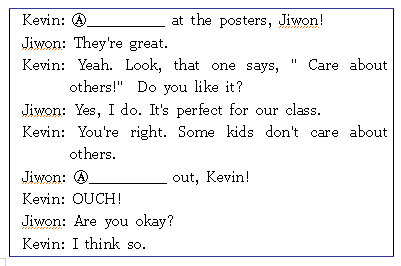 Kevin: Ⓐ__________ at the posters, Jiwon!
Jiwon: They're great.
Kevin: Yeah. Look, that one says, " Care about
others!" Do you like it?
Jiwon: Yes, I do. It's perfect for our class.
Kevin: You're right. Some kids don't care about
others.
Jiwon: Ⓐ__________ out, Kevin!
Kevin: OUCH!
Jiwon: Are you okay?
Kevin: I think so.